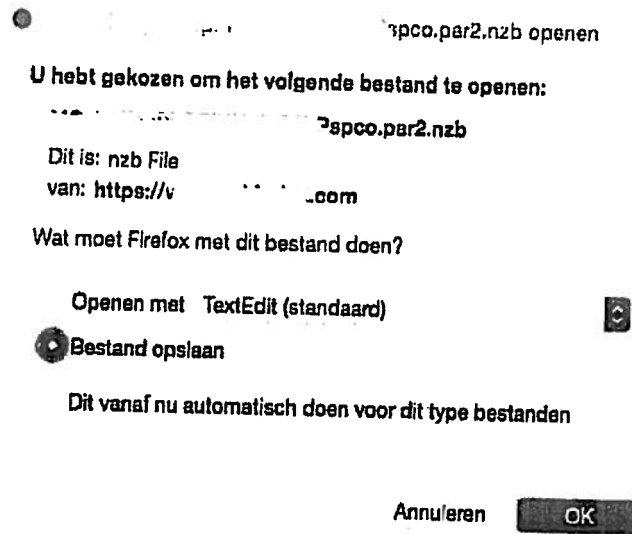 spco.par2.nzb openen
U hebt gekozen om het volgende bestand te openen:
spco.par2.nzb
Dit is: nzb File
van: https://v .com
Wat moet Firefox met dit bestand doen?
Openen met TextEdit (standaard)
Bestand opslaan
Dit vanaf nu automatisch doen voor dit type bestanden
Annuleren OK